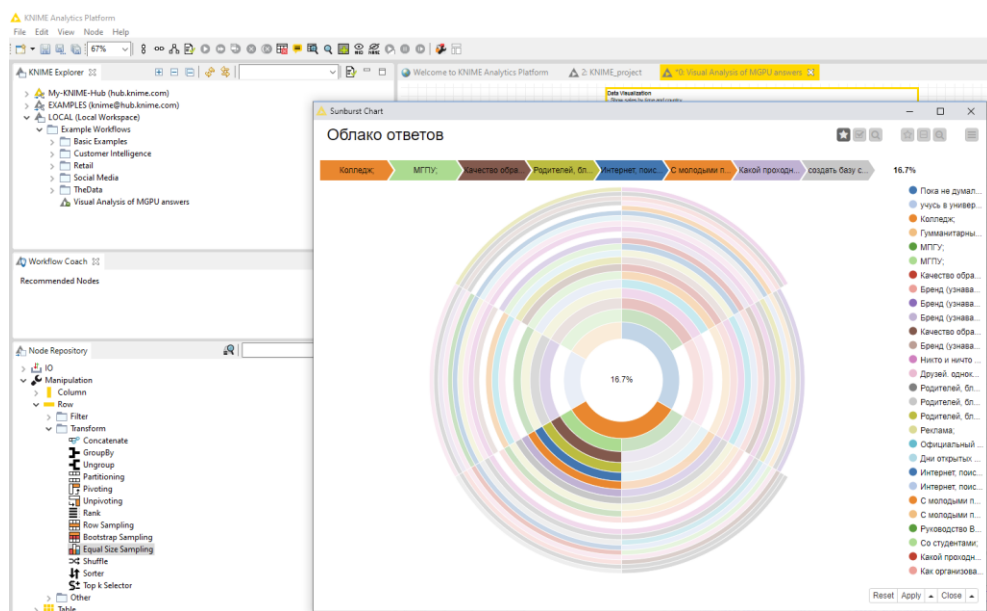 KNIME Analytics Platform
File Edit View Node Help
67%
KNIME Explorer
My-KNIME-Hub (hub.knime.com)
EXAMPLES (knime@hub.knime.com)
LOCAL (Local Workspace)
Example Workflows
Basic Examples
Customer Intelligence
Retail
Social Media
TheData
Visual Analysis of MGPU answers
Workflow Coach
Recommended Nodes
Node Repository
IO
Manipulation
Column
Row
Filter
Transform
Concatenate
GroupBy
Ungroup
Partitioning
Pivoting
Unpivoting
Rank
Row Sampling
Bootstrap Sampling
Equal Size Sampling
Shuffle
Sorter
Top k Selector
Other
Table
Welcome to KNIME Analytics Platform
2: KNIME_project
*0: Visual Analysis of MGPU answers
Data Visualization
Sunburst Chart
Облако ответов
Колледж; МГПУ; Качество обра... Родителей, бл... Интернет, поис... С молодыми п... Какой проходн... создать базу с... 16.7%
16.7%
Пока не думал...
учусь в универ...
Колледж;
Гумманитарны...
МПГУ;
МГПУ;
Качество обра...
Бренд (узнава...
Бренд (узнава...
Бренд (узнава...
Качество обра...
Бренд (узнава...
Никто и ничто ...
Друзей. однок...
Родителей, бл...
Родителей, бл...
Родителей, бл...
Реклама;
Официальный ...
Дни открытых ...
Интернет, поис...
Интернет, поис...
С молодыми п...
С молодыми п...
Руководство В...
Со студентами;
Какой проходн...
Как организова...
Reset Apply Close